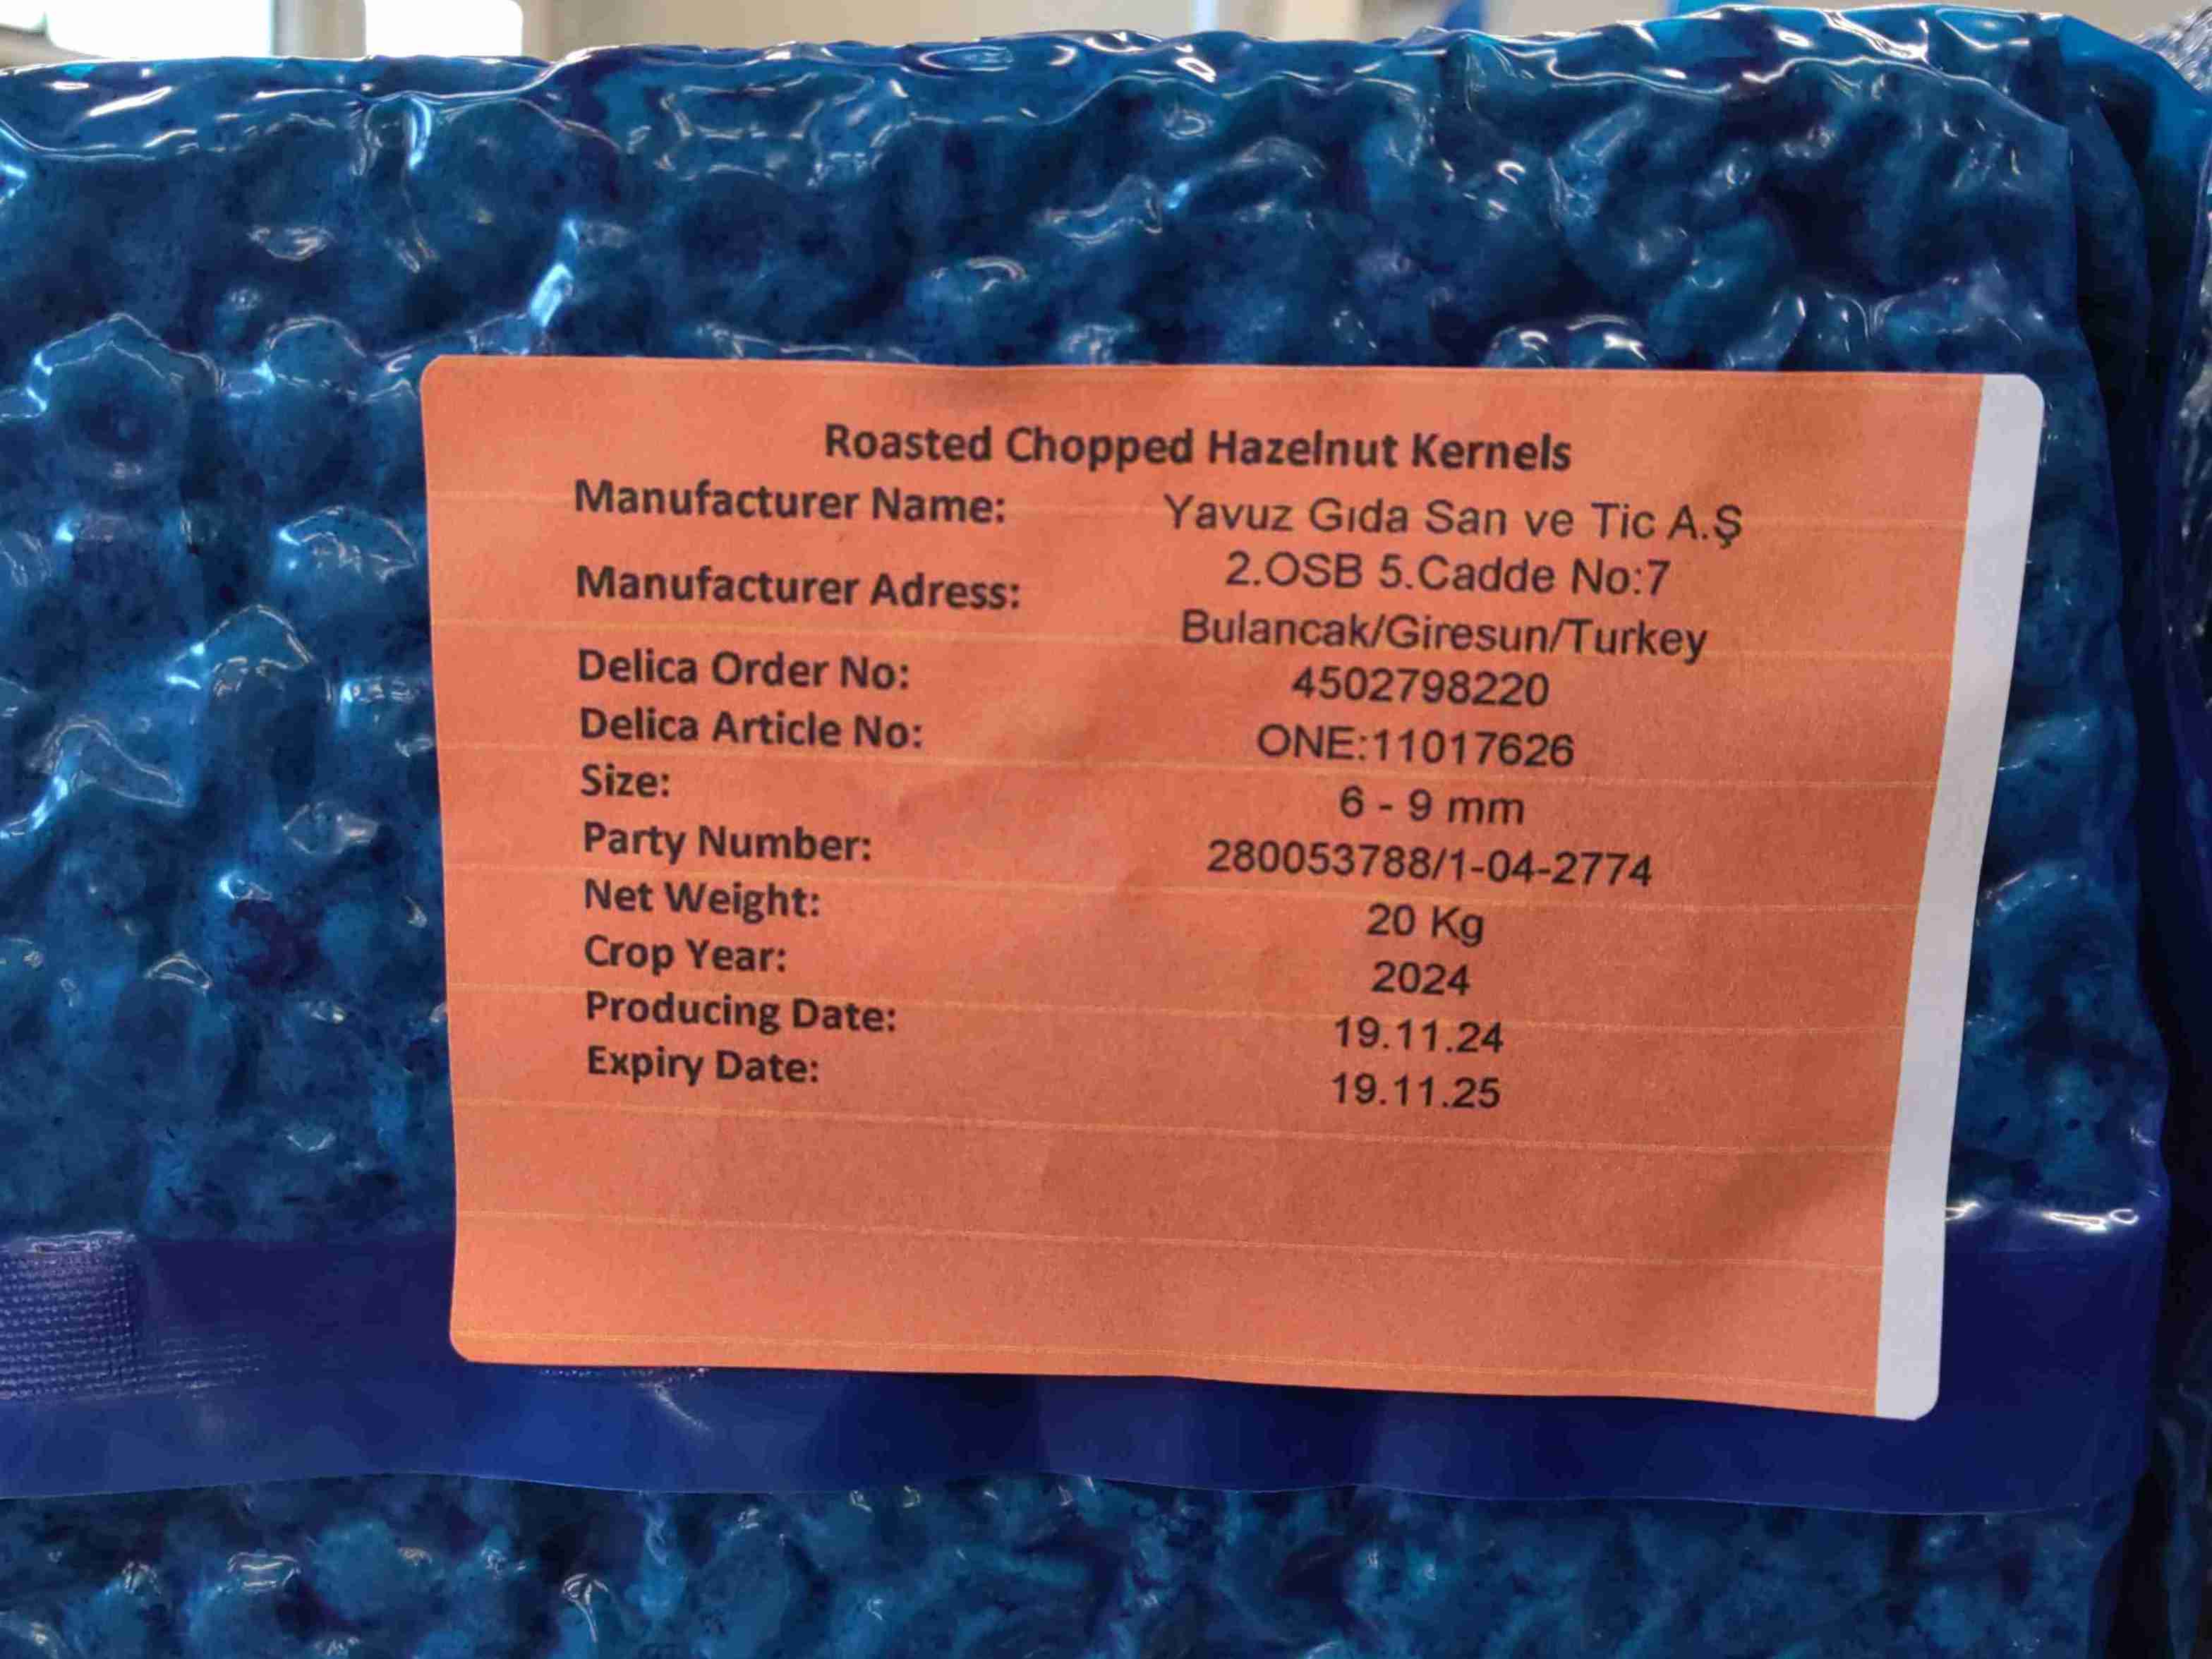 Roasted Chopped Hazelnut Kernels
Manufacturer Name: Yavuz Gıda San ve Tic A.Ş
Manufacturer Adress: 2.OSB 5.Cadde No:7
Bulancak/Giresun/Turkey
Delica Order No: 4502798220
Delica Article No: ONE:11017626
Size: 6 - 9 mm
Party Number: 280053788/1-04-2774
Net Weight: 20 Kg
Crop Year: 2024
Producing Date: 19.11.24
Expiry Date: 19.11.25